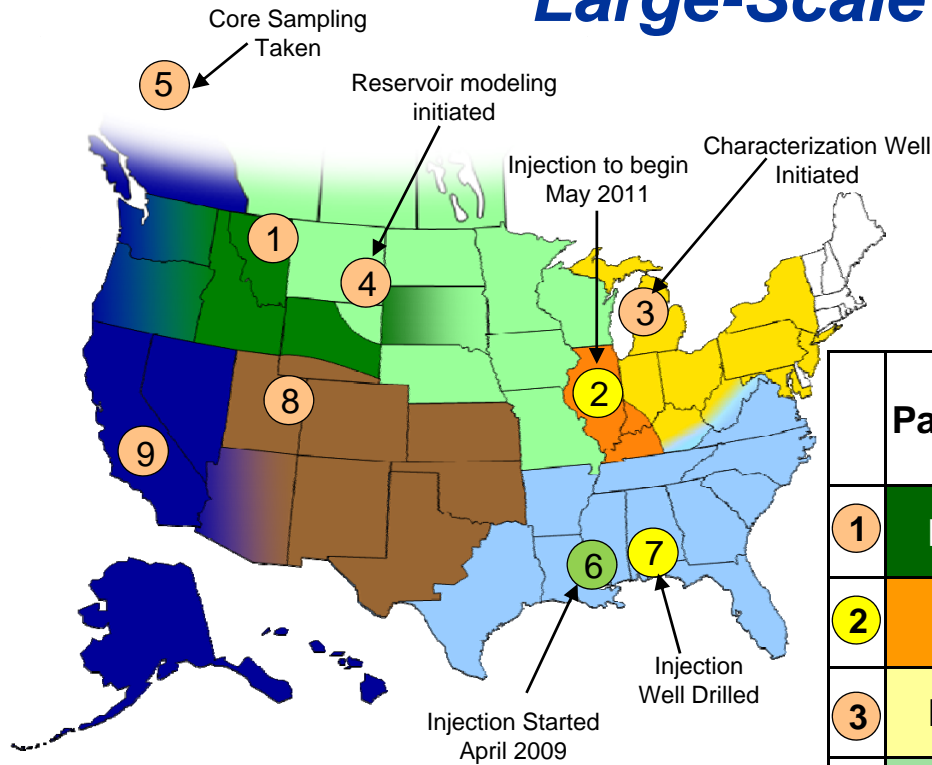 Large-Scale
Core Sampling
Taken
5
Reservoir modeling
initiated
Characterization Well
Initiated
Injection to begin
May 2011
1
4
3
2
8
9
6
7
Injection
Well Drilled
Injection Started
April 2009
Pa
1
2
3